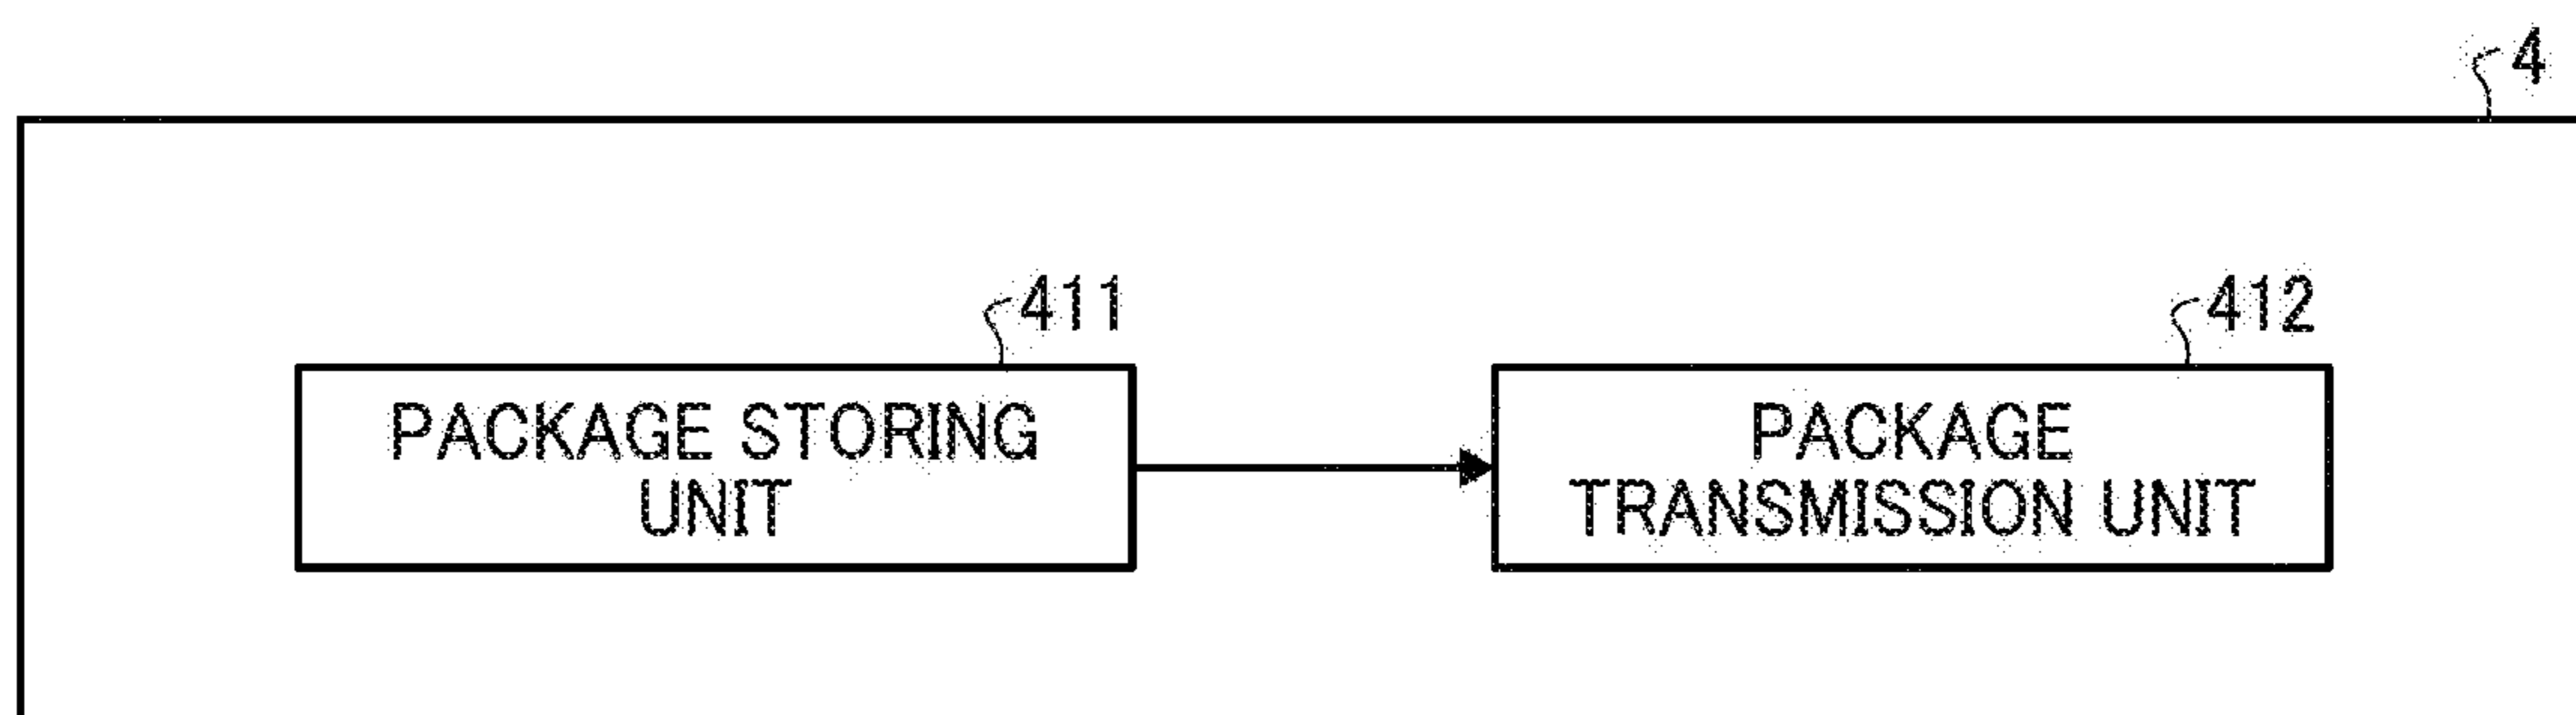 4
411
412
PACKAGE STORING
UNIT
PACKAGE
TRANSMISSION UNIT